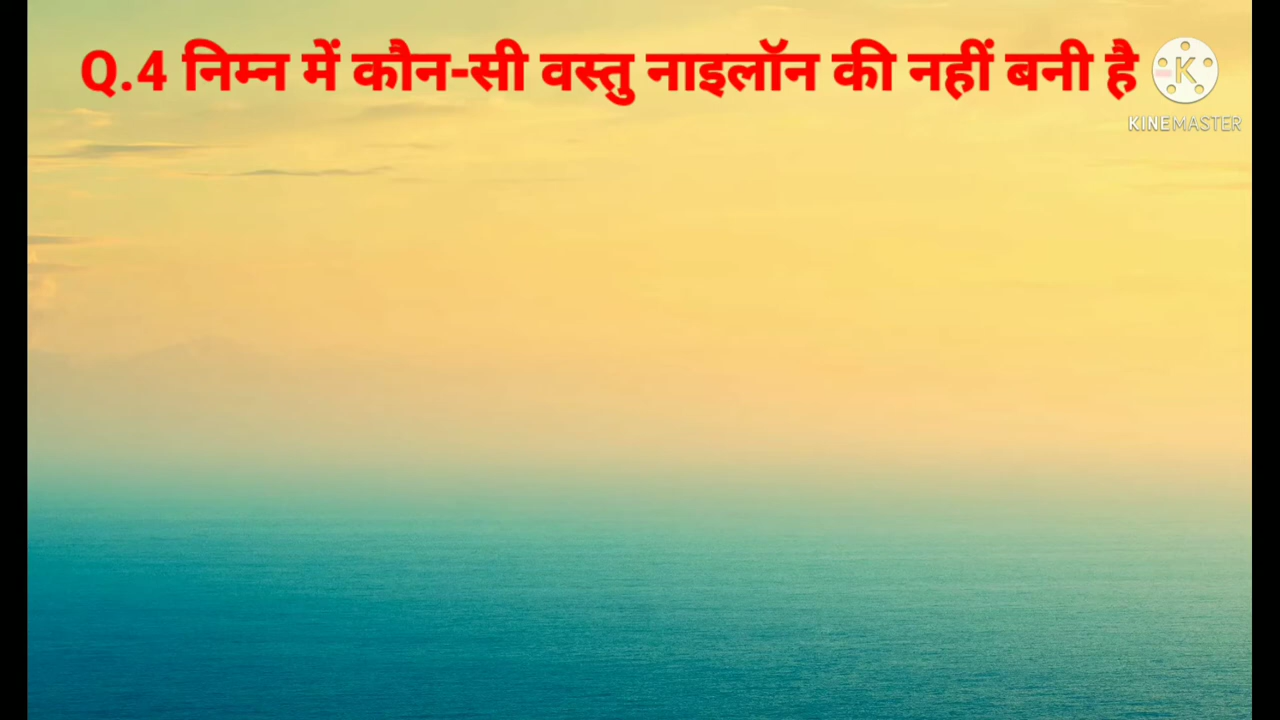 Q.4 निम्न में कौन-सी वस्तु नाइलॉन की नहीं बनी है
K
KINEMASTER